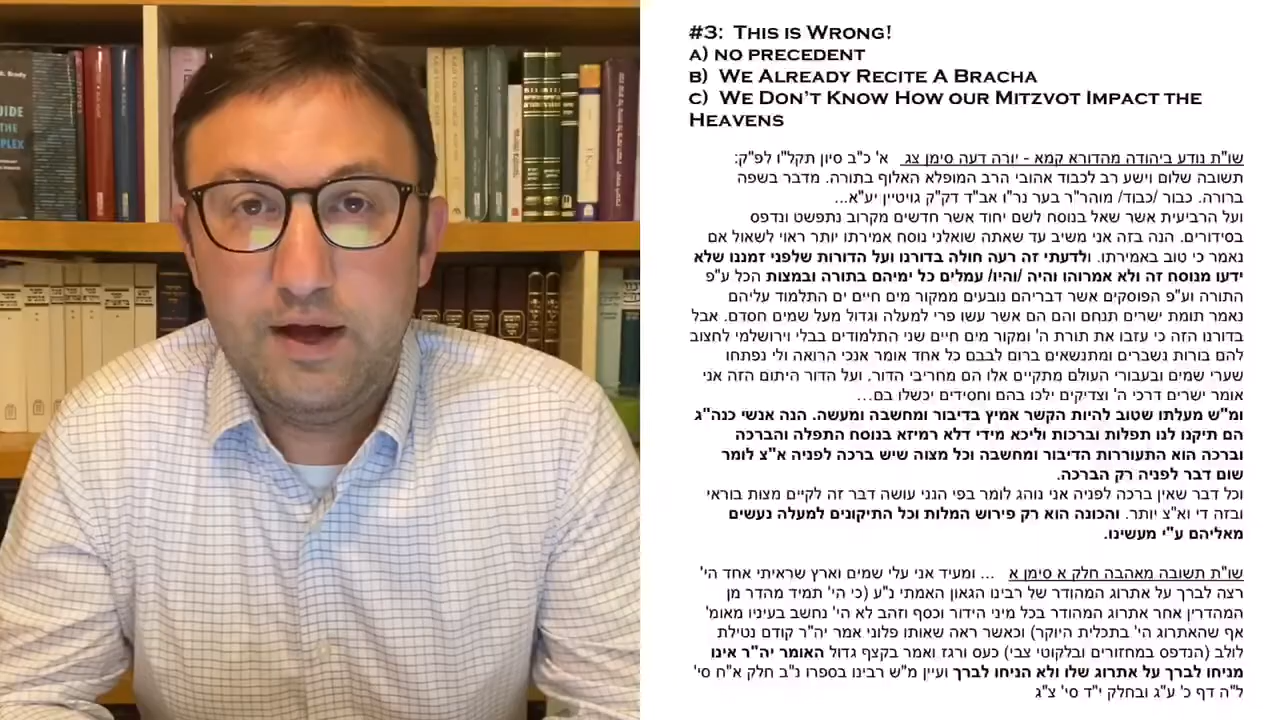 #3: THIS IS WRONG!
A) NO PRECEDENT
B) WE ALREADY RECITE A BRACHA
C) WE DON'T KNOW HOW OUR MITZVOT IMPACT THE
HEAVENS
שו"ת נודע ביהודה מהדורא קמא - יורה דעה סימן צג א' כ"ב סיון תקל"ו לפ"ק:
תשובה שלום וישע רב לכבוד אהובי הרב המופלא האלוף בתורה. מדבר בשפה
ברורה. כבור /כבוד/ מוהר"ר בער נר"ו אב"ד דק"ק גויטיין יע"א...
ועל הרביעית אשר שאל בנוסח לשם יחוד אשר חדשים מקרוב נתפשט ונדפס
בסידורים. הנה בזה אני משיב עד שאתה שואלני נוסח אמירתו יותר ראוי לשאול אם
נאמר כי טוב באמירתו. ולדעתי זה רעה חולה בדורנו ועל הדורות שלפני זמננו שלא
ידעו מנוסח זה ולא אמרוהו והיה /והיו/ עמלים כל ימיהם בתורה ובמצות הכל ע"פ
התורה וע"פ הפוסקים אשר דבריהם נובעים ממקור מים חיים ים התלמוד עליהם
נאמר תומת ישרים תנחם והם הם אשר עשו פרי למעלה וגדול מעל שמים חסדם. אבל
בדורנו הזה כי עזבו את תורת ה' ומקור מים חיים שני התלמודים בבלי וירושלמי לחצוב
להם בורות נשברים ומתנשאים ברום לבבם כל אחד אומר אנכי הרואה ולי נפתחו
שערי שמים ובעבורי העולם מתקיים אלו הם מחריבי הדור. ועל הדור היתום הזה אני
אומר ישרים דרכי ה' וצדיקים ילכו בהם וחסידים יכשלו בם...
ומ"ש מעלתו שטוב להיות הקשר אמיץ בדיבור ומחשבה ומעשה. הנה אנשי כנה"ג
הם תיקנו לנו תפלות וברכות וליכא מידי דלא רמיזא בנוסח התפלה והברכה
וברכה הוא התעוררות הדיבור ומחשבה וכל מצוה שיש ברכה לפניה א"צ לומר
שום דבר לפניה רק הברכה.
וכל דבר שאין ברכה לפניה אני נוהג לומר בפי הנני עושה דבר זה לקיים מצות בוראי
ובזה די וא"צ יותר. והכונה הוא רק פירוש המלות וכל התיקונים למעלה נעשים
מאליהם ע"י מעשינו.
שו"ת תשובה מאהבה חלק א סימן א ... ומעיד אני עלי שמים וארץ שראיתי אחד הי'
רצה לברך על אתרוג המהודר של רבינו הגאון האמתי נ"ע (כי הי' תמיד מהדר מן
המהדרין אחר אתרוג המהודר בכל מיני הידור וכסף וזהב לא הי' נחשב בעיניו מאומ'
אף שהאתרוג הי' בתכלית היוקר) וכאשר ראה שאותו פלוני אמר יה"ר קודם נטילת
לולב (הנדפס במחזורים ובלקוטי צבי) כעס ורגז ואמר בקצף גדול האומר יה"ר אינו
מניחו לברך על אתרוג שלו ולא הניחו לברך ועיין מ"ש רבינו בספרו נ"ב חלק א"ח סי'
ל"ה דף כ' ע"ג ובחלק י"ד סי' צ"ג